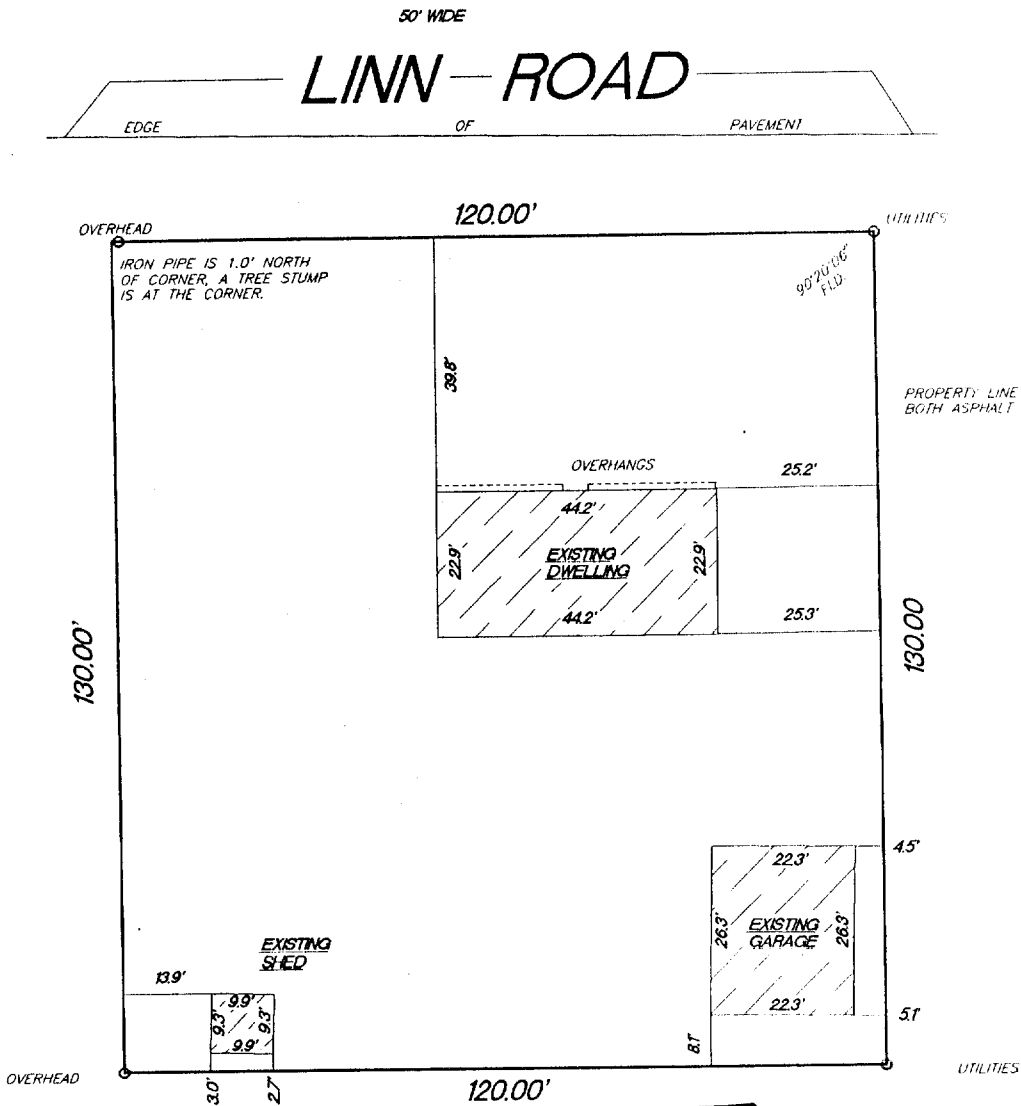 50' WIDE
LINN ROAD
EDGE OF PAVEMENT
120.00'
OVERHEAD
UTILITIES
IRON PIPE IS 1.0' NORTH
OF CORNER, A TREE STUMP
IS AT THE CORNER.
90°20'06"
FLD.
39.8'
PROPERTY LINE
BOTH ASPHALT
OVERHANGS
25.2'
44.2'
22.9'
EXISTING
DWELLING
22.9'
44.2'
25.3'
130.00'
130.00
4.5'
22.3'
26.3'
EXISTING
GARAGE
26.3'
22.3'
5.1'
8.1'
EXISTING
SHED
13.9'
9.9'
9.3'
9.3'
9.9'
3.0'
2.7'
OVERHEAD
120.00'
UTILITIES